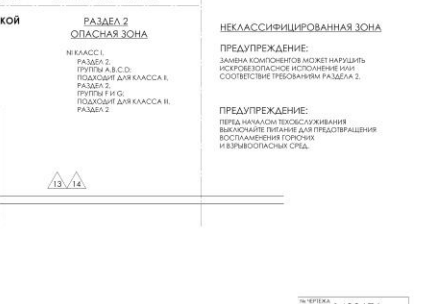 КОЙ
РАЗДЕЛ 2
ОПАСНАЯ ЗОНА
NI КЛАСС I,
РАЗДЕЛ 2,
ГРУППЫ A,B,C,D;
ПОДХОДИТ ДЛЯ КЛАССА II,
РАЗДЕЛ 2,
ГРУППЫ F И G;
ПОДХОДИТ ДЛЯ КЛАССА III,
РАЗДЕЛ 2
13 14
НЕКЛАССИФИЦИРОВАННАЯ ЗОНА
ПРЕДУПРЕЖДЕНИЕ:
ЗАМЕНА КОМПОНЕНТОВ МОЖЕТ НАРУШИТЬ
ИСКРОБЕЗОПАСНОЕ ИСПОЛНЕНИЕ ИЛИ
СООТВЕТСТВИЕ ТРЕБОВАНИЯМ РАЗДЕЛА 2.
ПРЕДУПРЕЖДЕНИЕ:
ПЕРЕД НАЧАЛОМ ТЕХОБСЛУЖИВАНИЯ
ВЫКЛЮЧАЙТЕ ПИТАНИЕ ДЛЯ ПРЕДОТВРАЩЕНИЯ
ВОСПЛАМЕНЕНИЯ ГОРЮЧИХ
И ВЗРЫВООПАСНЫХ СРЕД.
№ ЧЕРТЕЖА